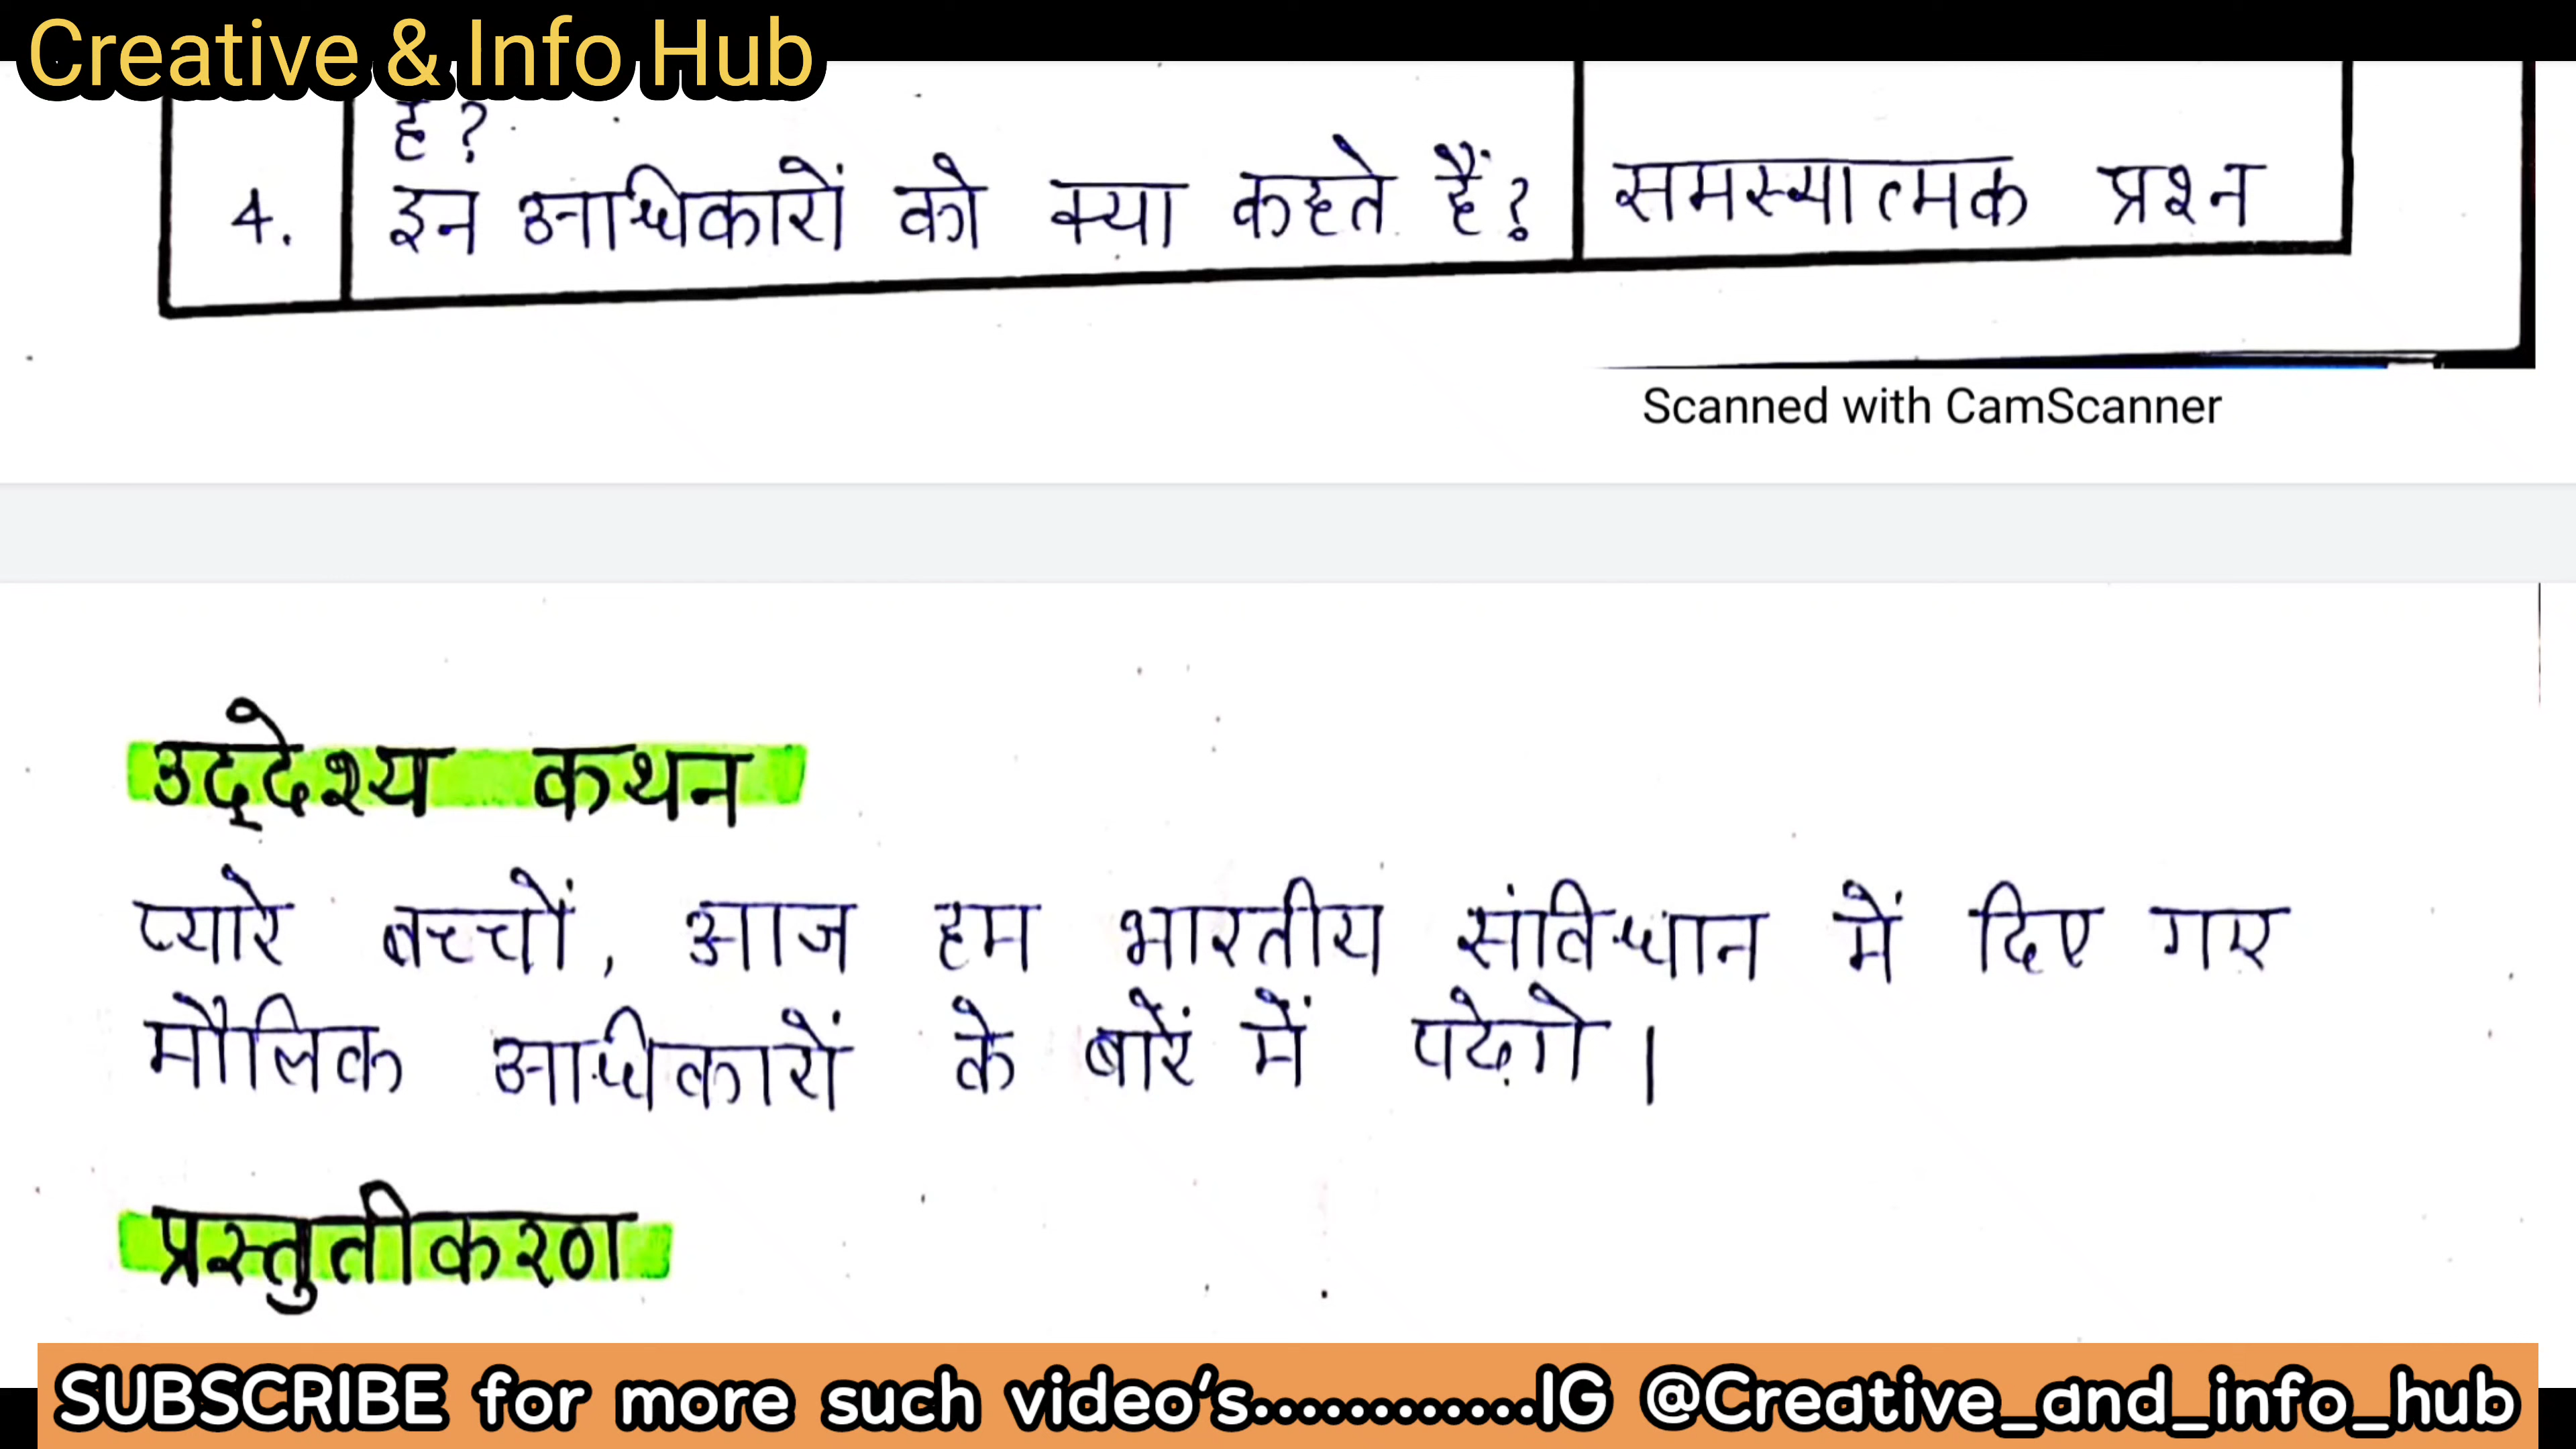 Creative & Info Hub
है?
4. इन अधिकारों को क्या कहते हैं? समस्यात्मक प्रश्न
Scanned with CamScanner
उद्देश्य कथन
प्यारे बच्चों, आज हम भारतीय संविधान में दिए गए
मौलिक अधिकारों के बारें में पढेगे।
प्रस्तुतीकरण
SUBSCRIBE for more such video's............IG @Creative_and_info_hub